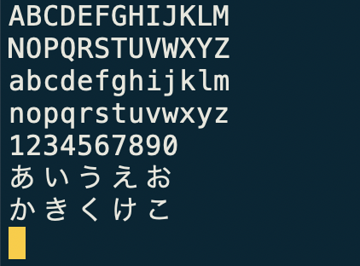 ABCDEFGHIJKLM
NOPQRSTUVWXYZ
abcdefghijklm
nopqrstuvwxyz
1234567890
あいうえお
かきくけこ